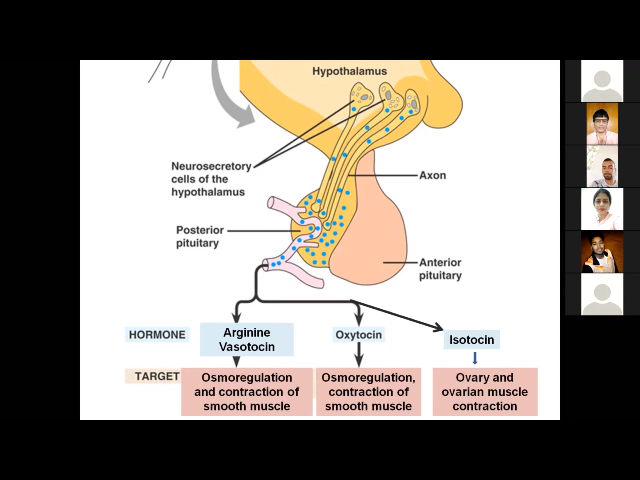 Hypothalamus
Neurosecretory
cells of the
hypothalamus
Axon
Posterior
pituitary
Anterior
pituitary
HORMONE
Arginine
Vasotocin
Oxytocin
Isotocin
TARGET
Osmoregulation
and contraction of
smooth muscle
Osmoregulation,
contraction of
smooth muscle
Ovary and
ovarian muscle
contraction